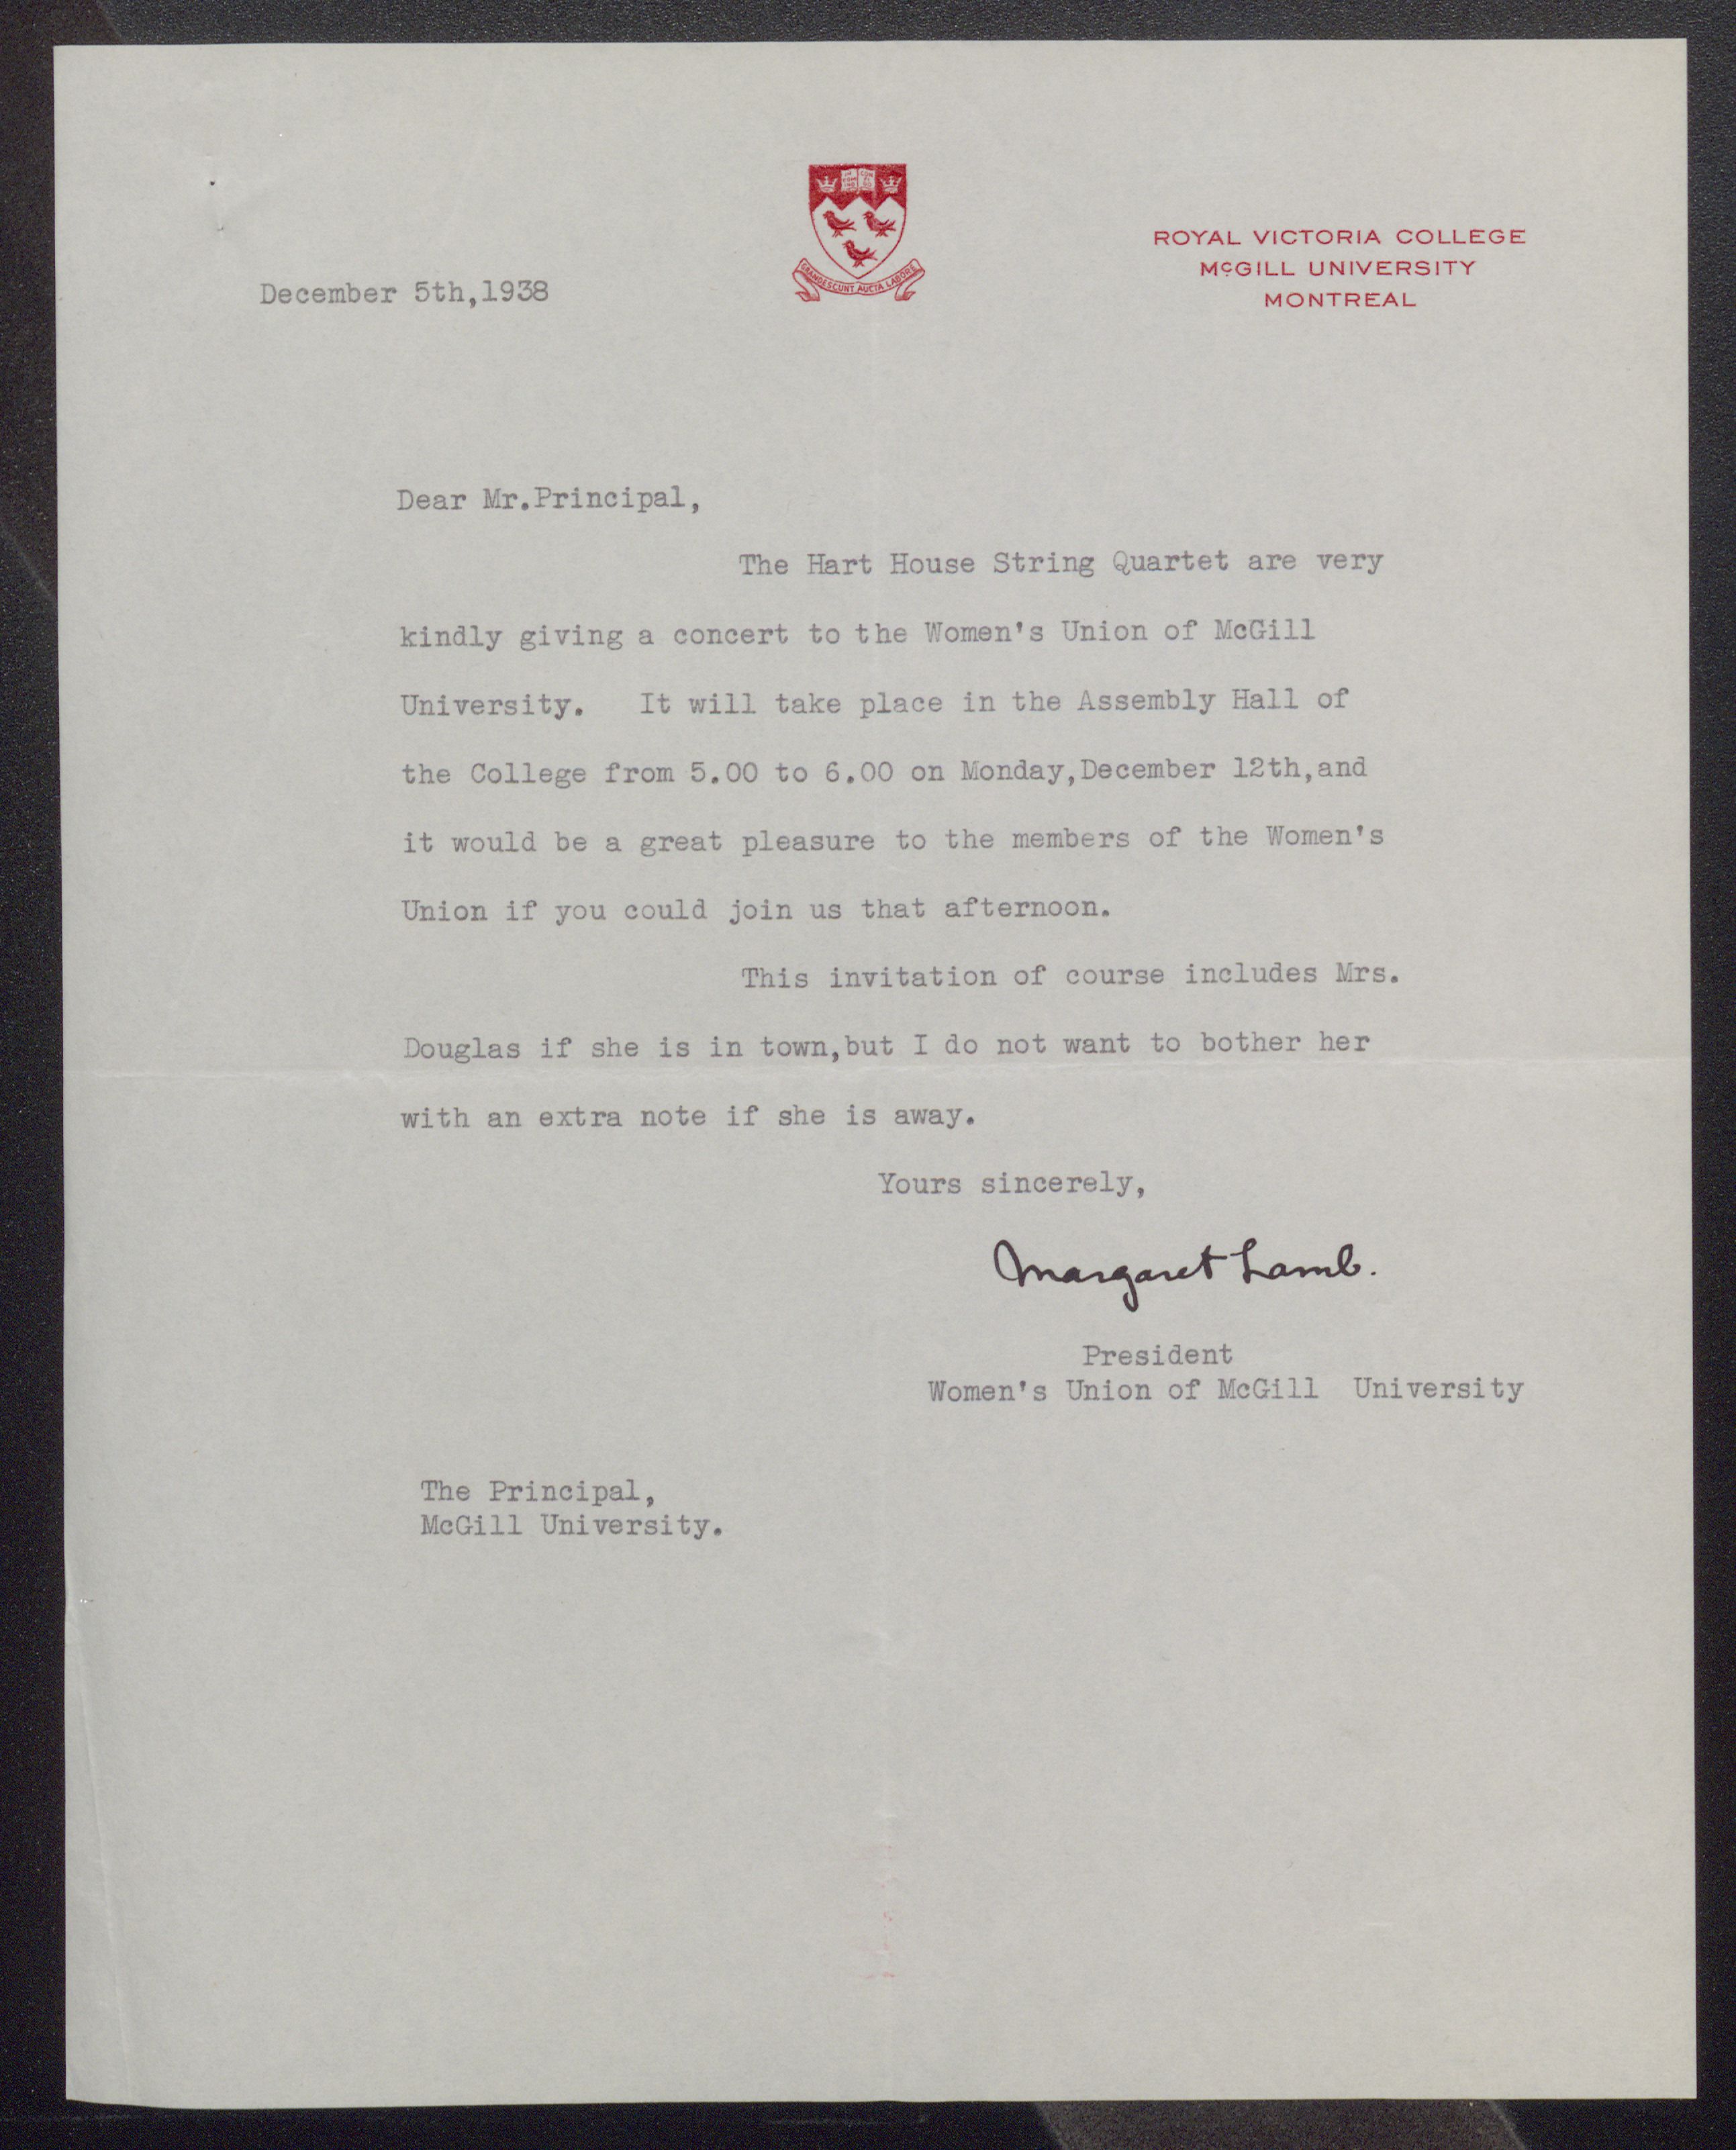 ROYAL VICTORIA COLLEGE
McGILL UNIVERSITY
MONTREAL
GRANDESCUNT AUCTA LABORE
December 5th,1938
Dear Mr.Principal,
The Hart House String Quartet are very
kindly giving a concert to the Women's Union of McGill
University.   It will take place in the Assembly Hall of
the College from 5.00 to 6.00 on Monday,December 12th,and
it would be a great pleasure to the members of the Women's
Union if you could join us that afternoon.
This invitation of course includes Mrs.
Douglas if she is in town,but I do not want to bother her
with an extra note if she is away.
Yours sincerely,
Margaret Lamb.
President
Women's Union of McGill  University
The Principal,
McGill University.